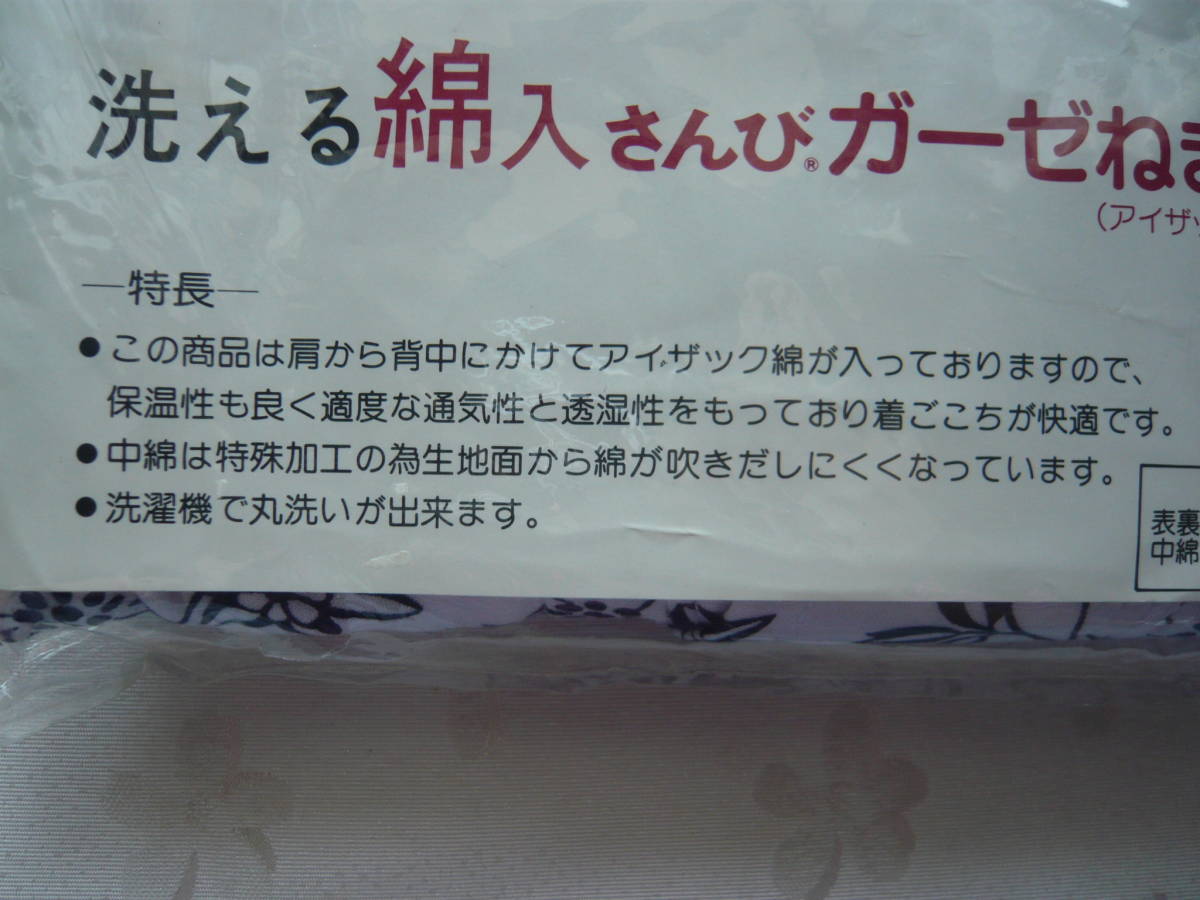 洗える綿入さんび®ガーゼねま
（アイザッ
―特長―
●この商品は肩から背中にかけてアイザック綿が入っておりますので、
保温性も良く適度な通気性と透湿性をもっており着ごこちが快適です。
●中綿は特殊加工の為生地面から綿が吹きだしにくくなっています。
●洗濯機で丸洗いが出来ます。
表裏
中綿